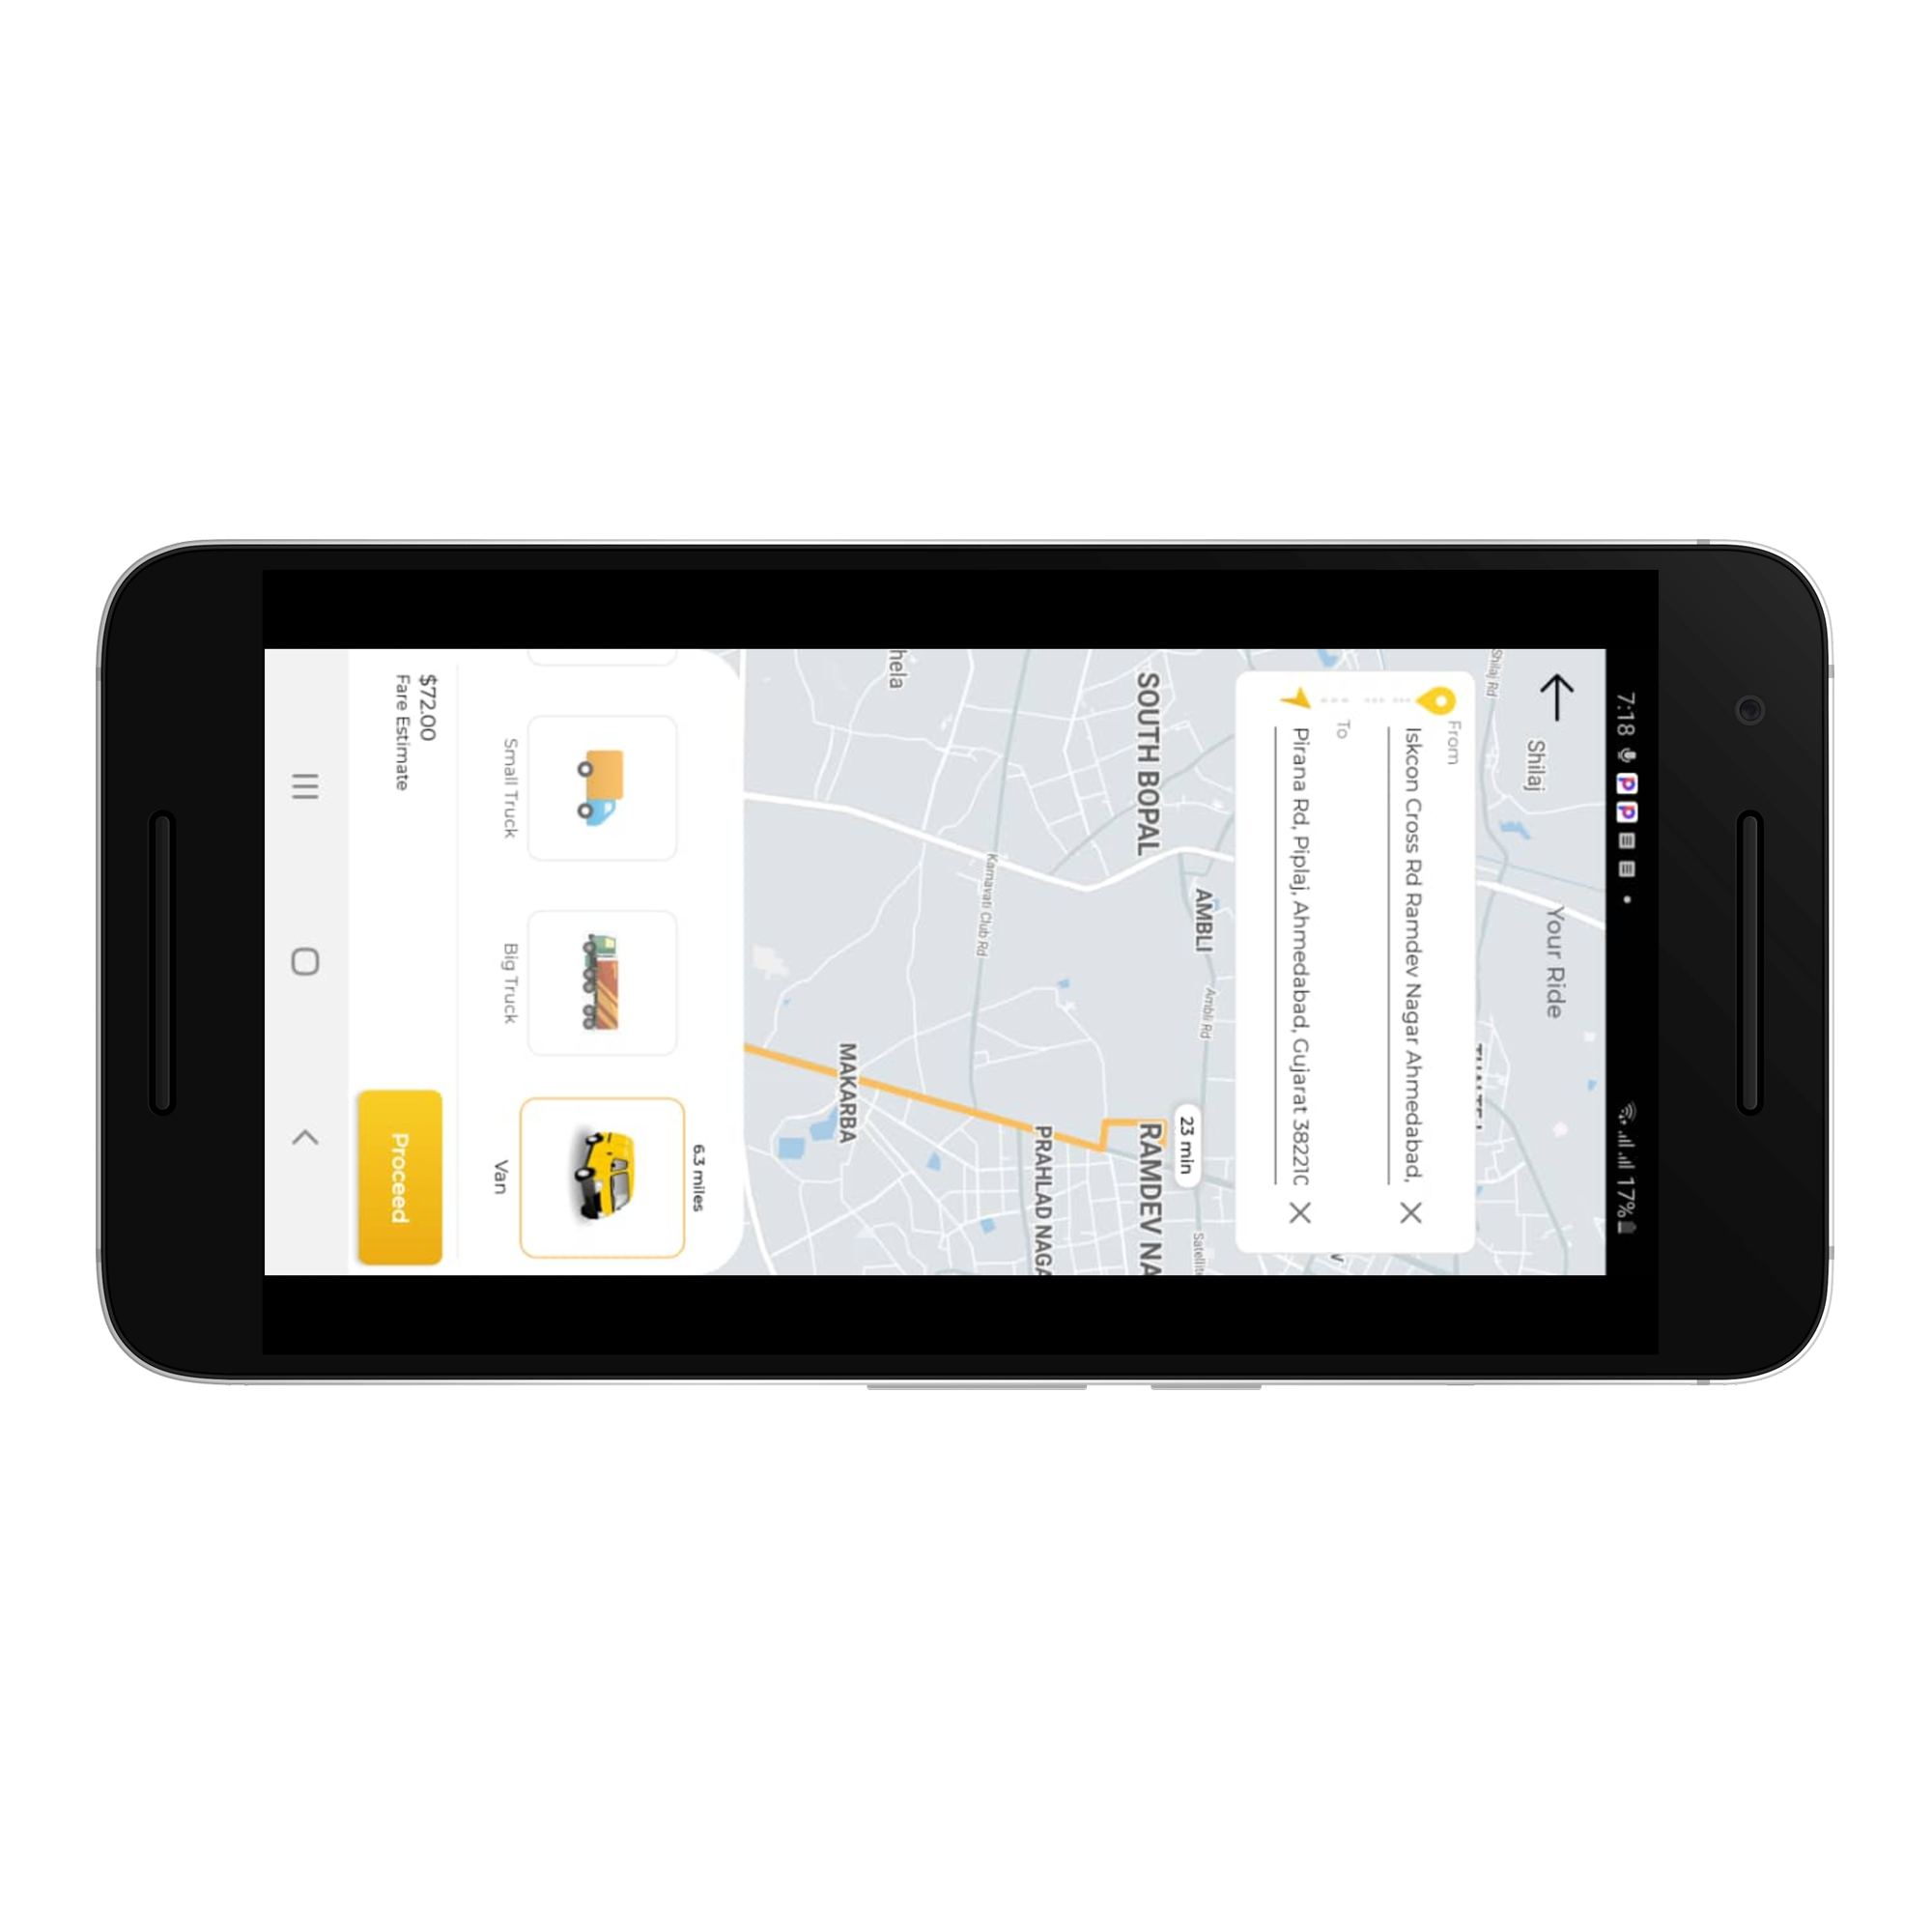 7:18
17%
Your Ride
Shilaj
Shilaj Rd
From
Iskcon Cross Rd Ramdev Nagar Ahmedabad,
To
Pirana Rd, Piplaj, Ahmedabad, Gujarat 38221
AMBLI
Ambli Rd
23 min
Satellit
SOUTH BOPAL
RAMDEV NA
PRAHLAD NAGA
Karnavati Club Rd
hela
MAKARBA
6.3 miles
Small Truck
Big Truck
Van
$72.00
Fare Estimate
Proceed